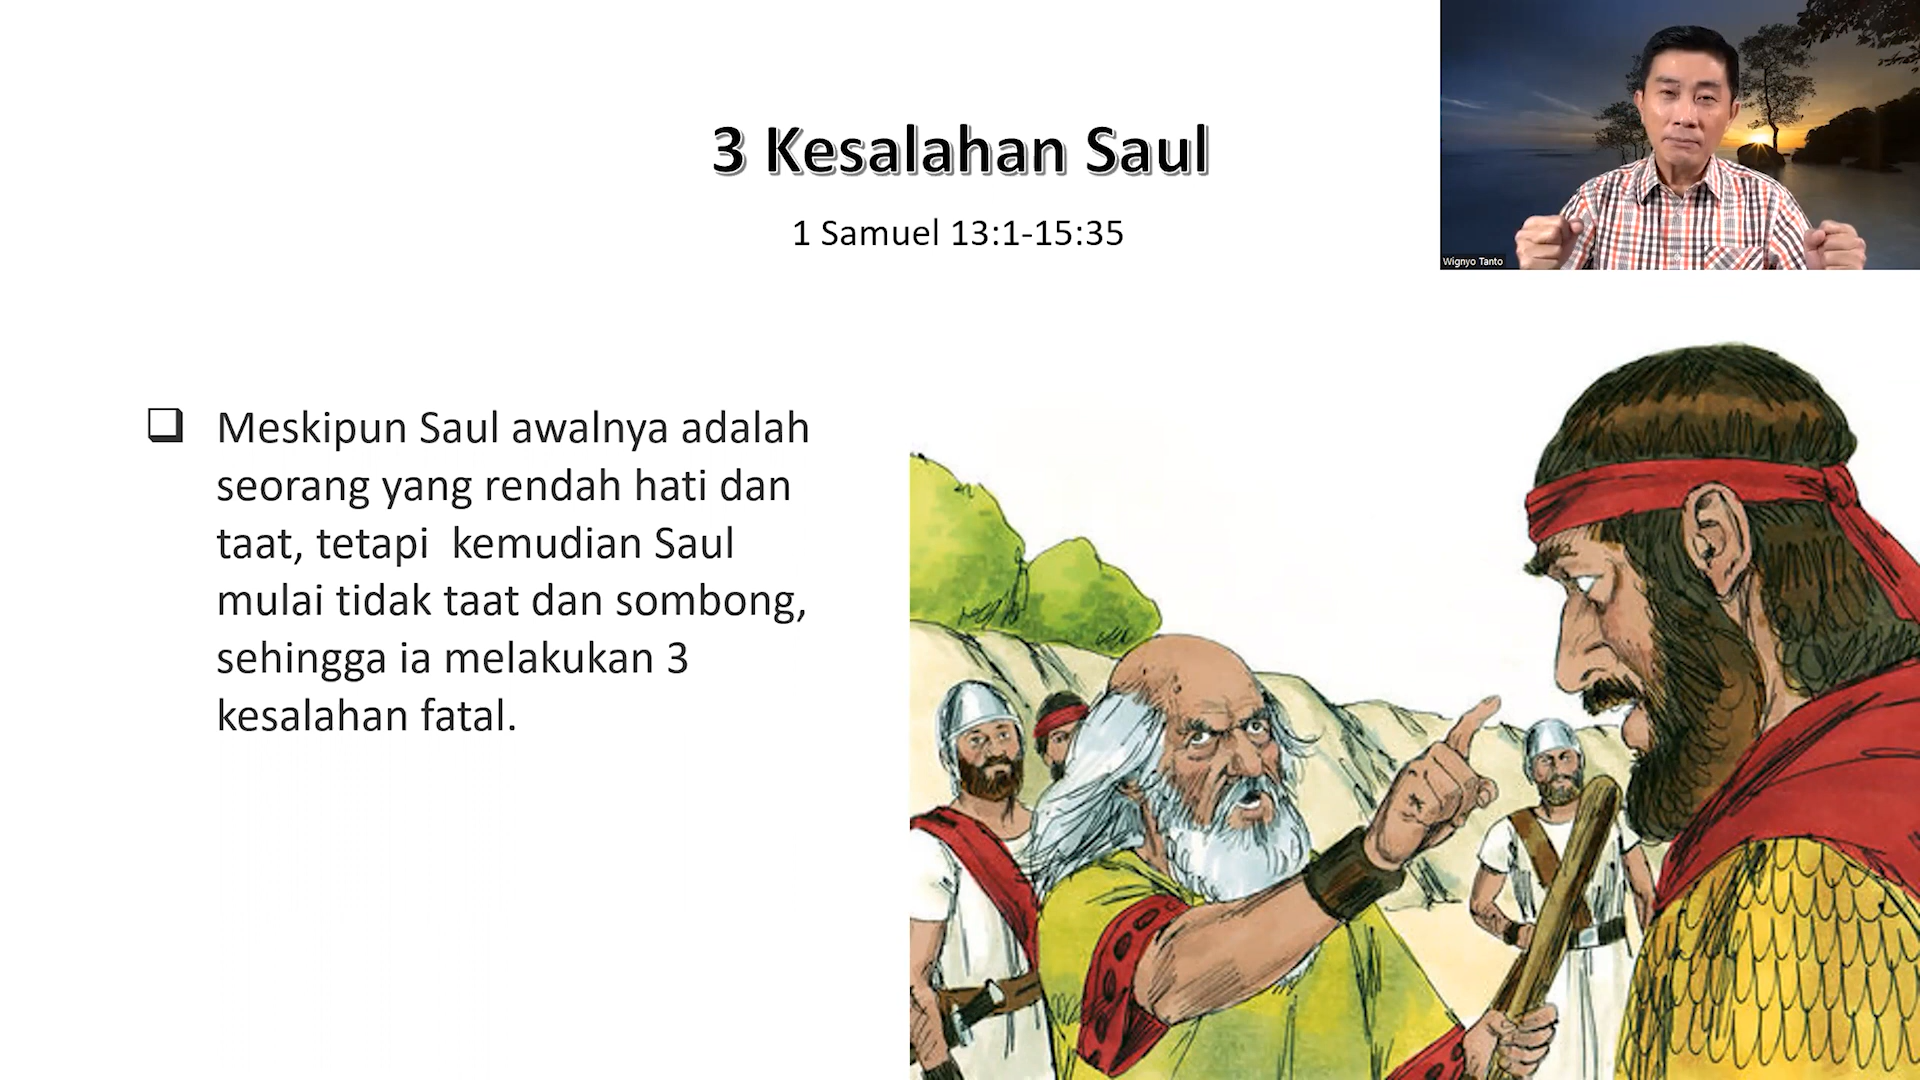 3 Kesalahan Saul
1 Samuel 13:1-15:35
Wignyo Tanto
Meskipun Saul awalnya adalah
seorang yang rendah hati dan
taat, tetapi  kemudian Saul
mulai tidak taat dan sombong,
sehingga ia melakukan 3
kesalahan fatal.